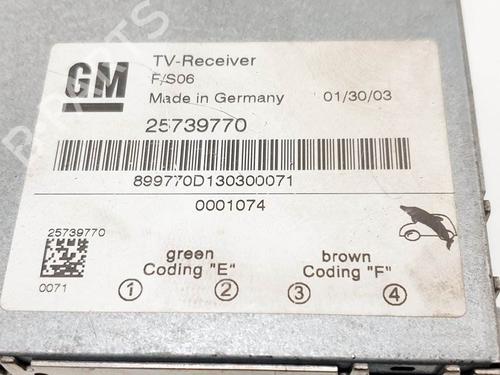 GM
TV-Receiver
F/S06
Made in Germany 01/30/03
25739770
899770D130300071
0001074
25739770
0071
green
Coding "E"
brown
Coding "F"
1 2 3 4
B-PARTS